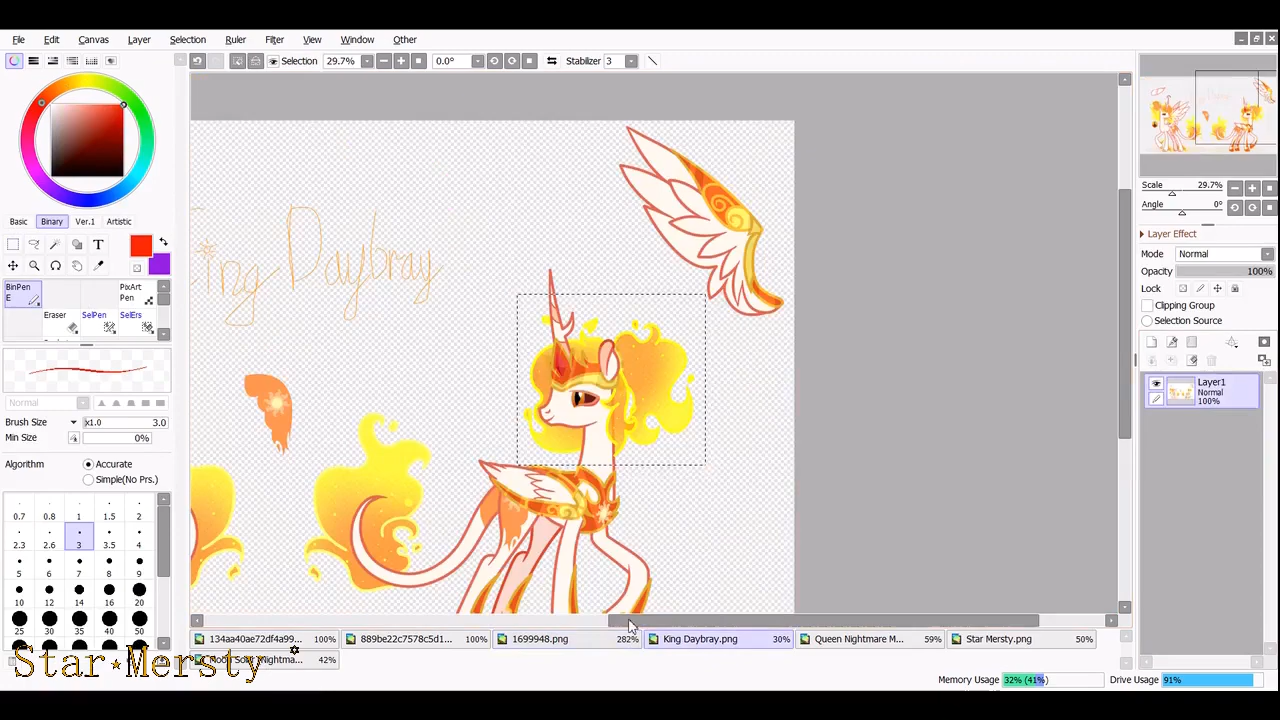 File Edit Canvas Layer Selection Ruler Filter View Window Other
Selection 29.7% 0.0° Stabilizer 3
Basic Binary Ver.1 Artistic
T
BinPen
E
PixArt
Pen
Eraser SelPen SelErs
Normal
Brush Size x1.0 3.0
Min Size 0%
Algorithm Accurate
Simple(No Prs.)
0.7 0.8 1 1.5 2
2.3 2.6 3 3.5 4
5 6 7 8 9
10 12 14 16 20
25 30 35 40 50
King Daybray
Scale 29.7%
Angle 0°
Layer Effect
Mode Normal
Opacity 100%
Lock
Clipping Group
Selection Source
Layer1
Normal
100%
134aa40ae72df4a99... 100% 889be22c7578c5d1... 100% 1699948.png 282% King Daybray.png 30% Queen Nightmare M... 59% Star Mersty.png 50%
42%
Star★Mersty
Memory Usage 32% (41%) Drive Usage 91%